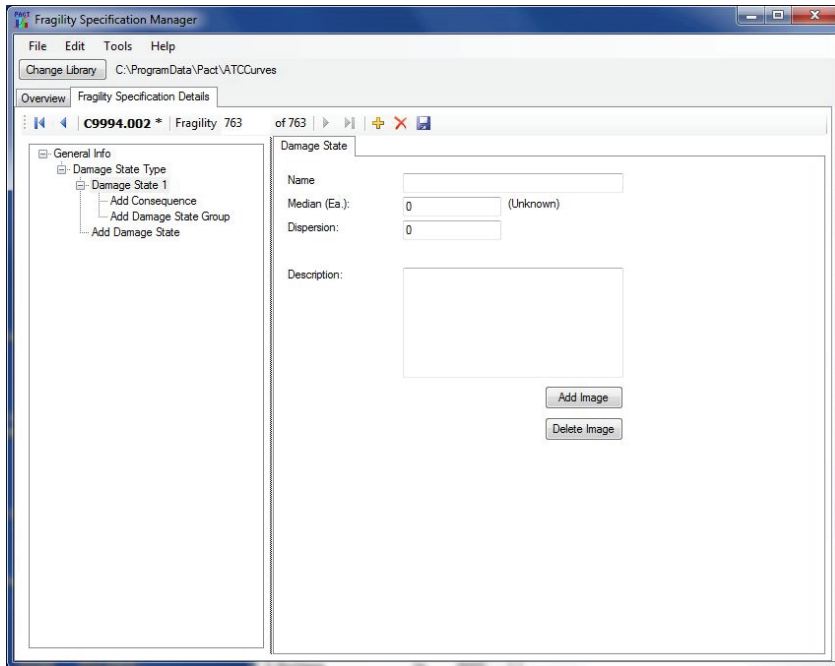 PACT Fragility Specification Manager
File Edit Tools Help
Change Library C:\ProgramData\Pact\ATCCurves
Overview Fragility Specification Details
C9994.002 * Fragility 763 of 763
General Info
Damage State Type
Damage State 1
Add Consequence
Add Damage State Group
Add Damage State
Damage State
Name
Median (Ea.): 0 (Unknown)
Dispersion: 0
Description:
Add Image
Delete Image